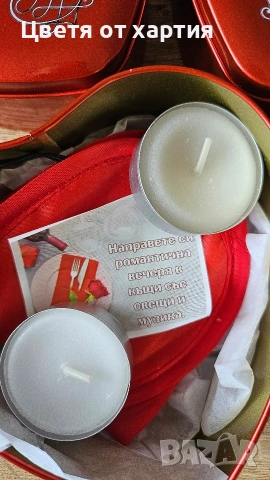 Цветя от хартия
Направете си
романтична
вечеря в
къщи със
свещи и
музика.
BAZAR